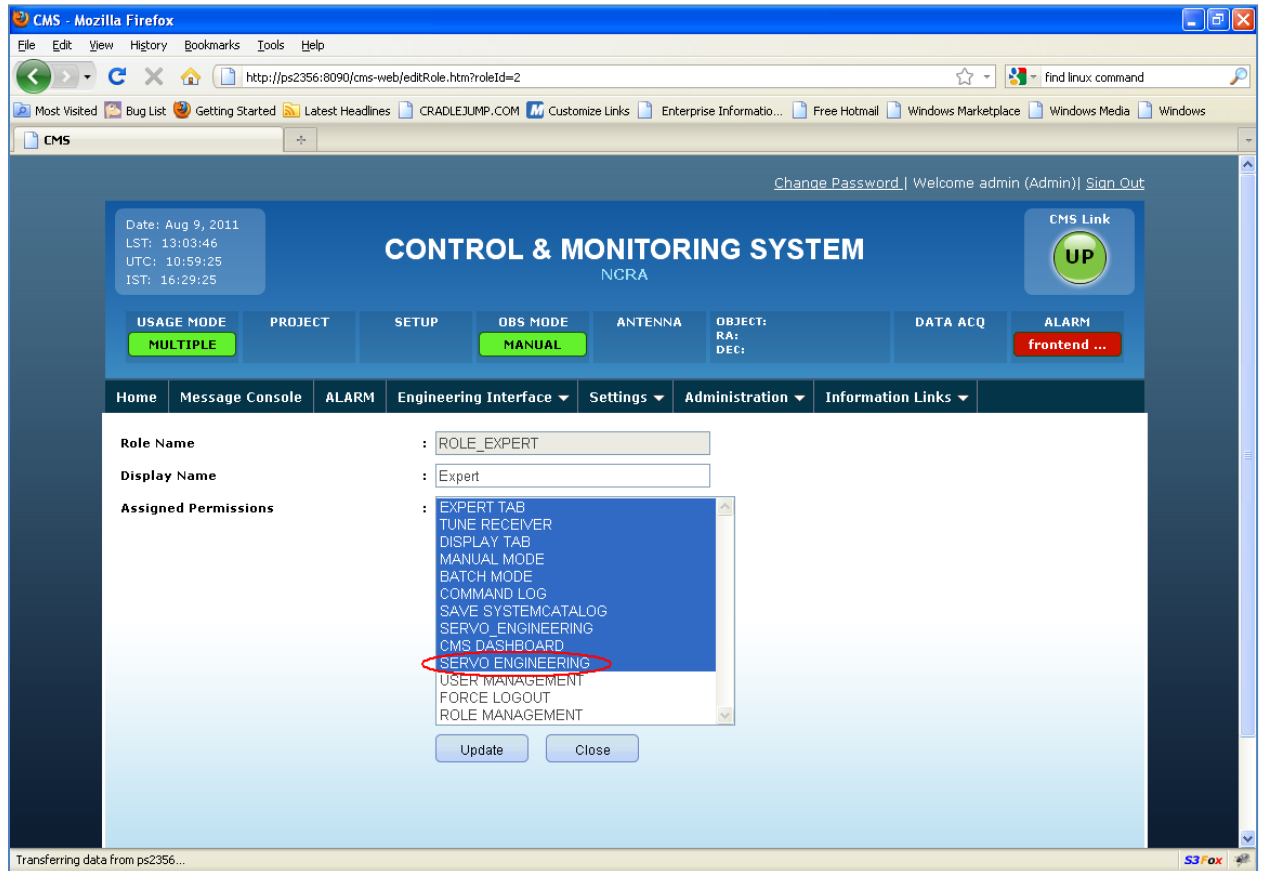 CMS - Mozilla Firefox
File Edit View History Bookmarks Tools Help
http://ps2356:8090/cms-web/editRole.htm?roleId=2
find linux command
Most Visited Bug List Getting Started Latest Headlines CRADLEJUMP.COM Customize Links Enterprise Informatio... Free Hotmail Windows Marketplace Windows Media Windows
CMS
Change Password | Welcome admin (Admin)| Sign Out
Date: Aug 9, 2011
LST: 13:03:46
UTC: 10:59:25
IST: 16:29:25
CONTROL & MONITORING SYSTEM
NCRA
CMS Link
UP
USAGE MODE
MULTIPLE
PROJECT
SETUP
OBS MODE
MANUAL
ANTENNA
OBJECT:
RA:
DEC:
DATA ACQ
ALARM
frontend ...
Home Message Console ALARM Engineering Interface Settings Administration Information Links
Role Name : ROLE_EXPERT
Display Name : Expert
Assigned Permissions :
EXPERT TAB
TUNE RECEIVER
DISPLAY TAB
MANUAL MODE
BATCH MODE
COMMAND LOG
SAVE SYSTEMCATALOG
SERVO_ENGINEERING
CMS DASHBOARD
SERVO ENGINEERING
USER MANAGEMENT
FORCE LOGOUT
ROLE MANAGEMENT
Update Close
Transferring data from ps2356...
S3Fox